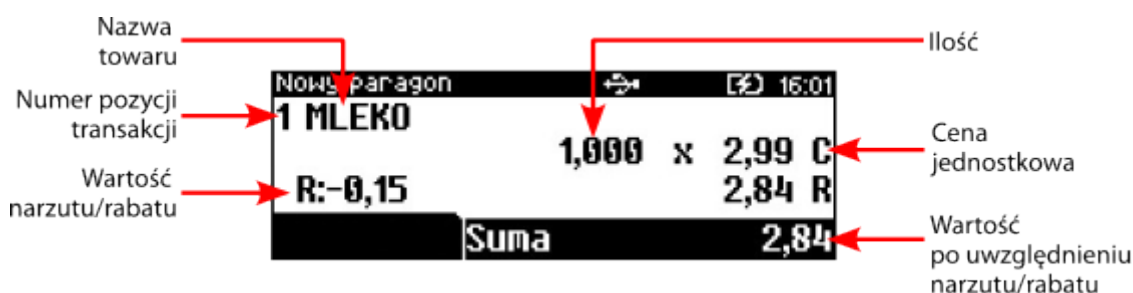 Nazwa
towaru
Ilość
Numer pozycji
transakcji
Nowy paragon 16:01
1 MLEKO
1,000 x 2,99 C
Cena
jednostkowa
Wartość
narzutu/rabatu
R:-0,15 2,84 R
Suma 2,84
Wartość
po uwzględnieniu
narzutu/rabatu